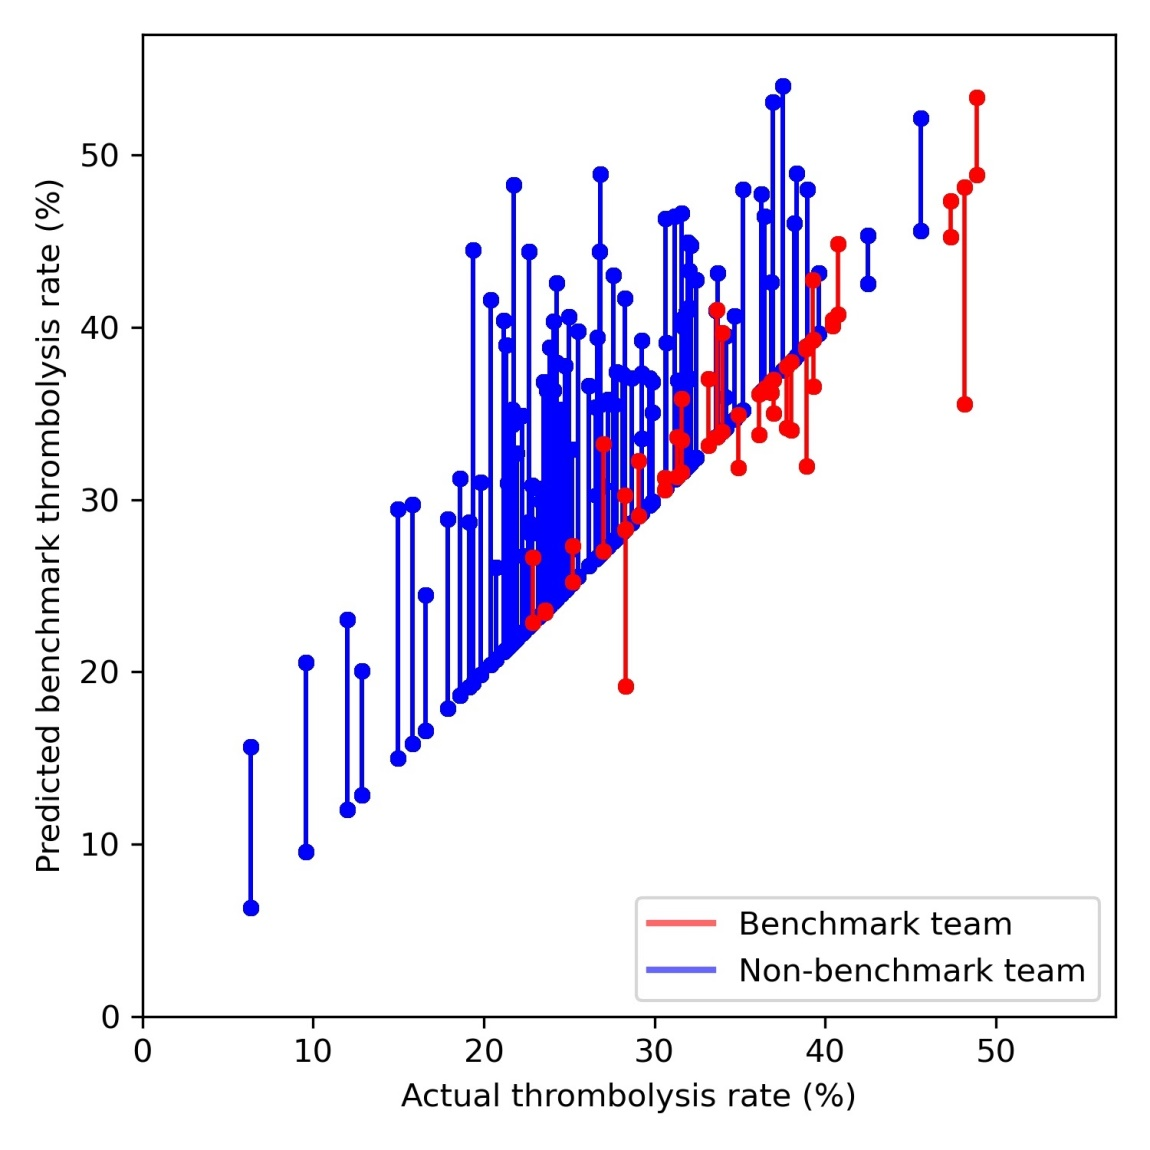 Predicted benchmark thrombolysis rate (%)
50
40
30
20
10
0
0 10 20 30 40 50
Actual thrombolysis rate (%)
Benchmark team
Non-benchmark team